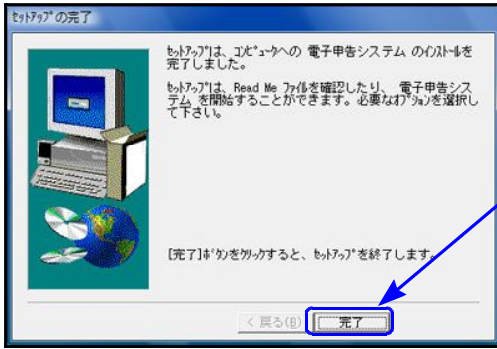 ｾｯﾄｱｯﾌﾟの完了
ｾｯﾄｱｯﾌﾟは、ｺﾝﾋﾟｭｰﾀへの 電子申告システム のｲﾝｽﾄｰﾙを
完了しました。
ｾｯﾄｱｯﾌﾟは、Read Me ﾌｧｲﾙを確認したり、 電子申告シス
テム を開始することができます。必要なｵﾌﾟｼｮﾝを選択し
て下さい。
[完了]ﾎﾞﾀﾝをｸﾘｯｸすると、ｾｯﾄｱｯﾌﾟを終了します。
< 戻る(B)
完了